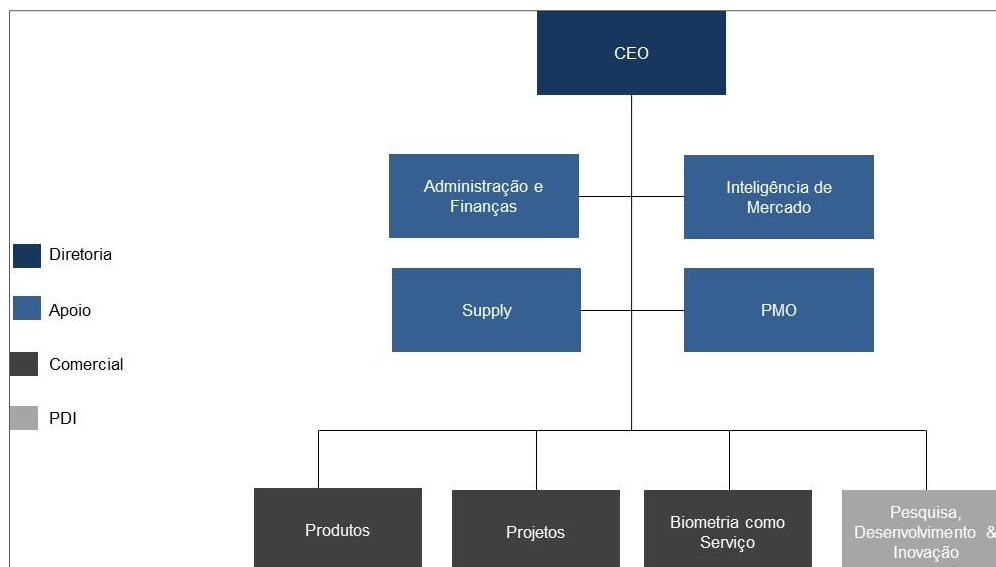 CEO
Administração e
Finanças
Inteligência de
Mercado
Diretoria
Apoio
Supply
PMO
Comercial
PDI
Produtos
Projetos
Biometria como
Serviço
Pesquisa,
Desenvolvimento &
Inovação